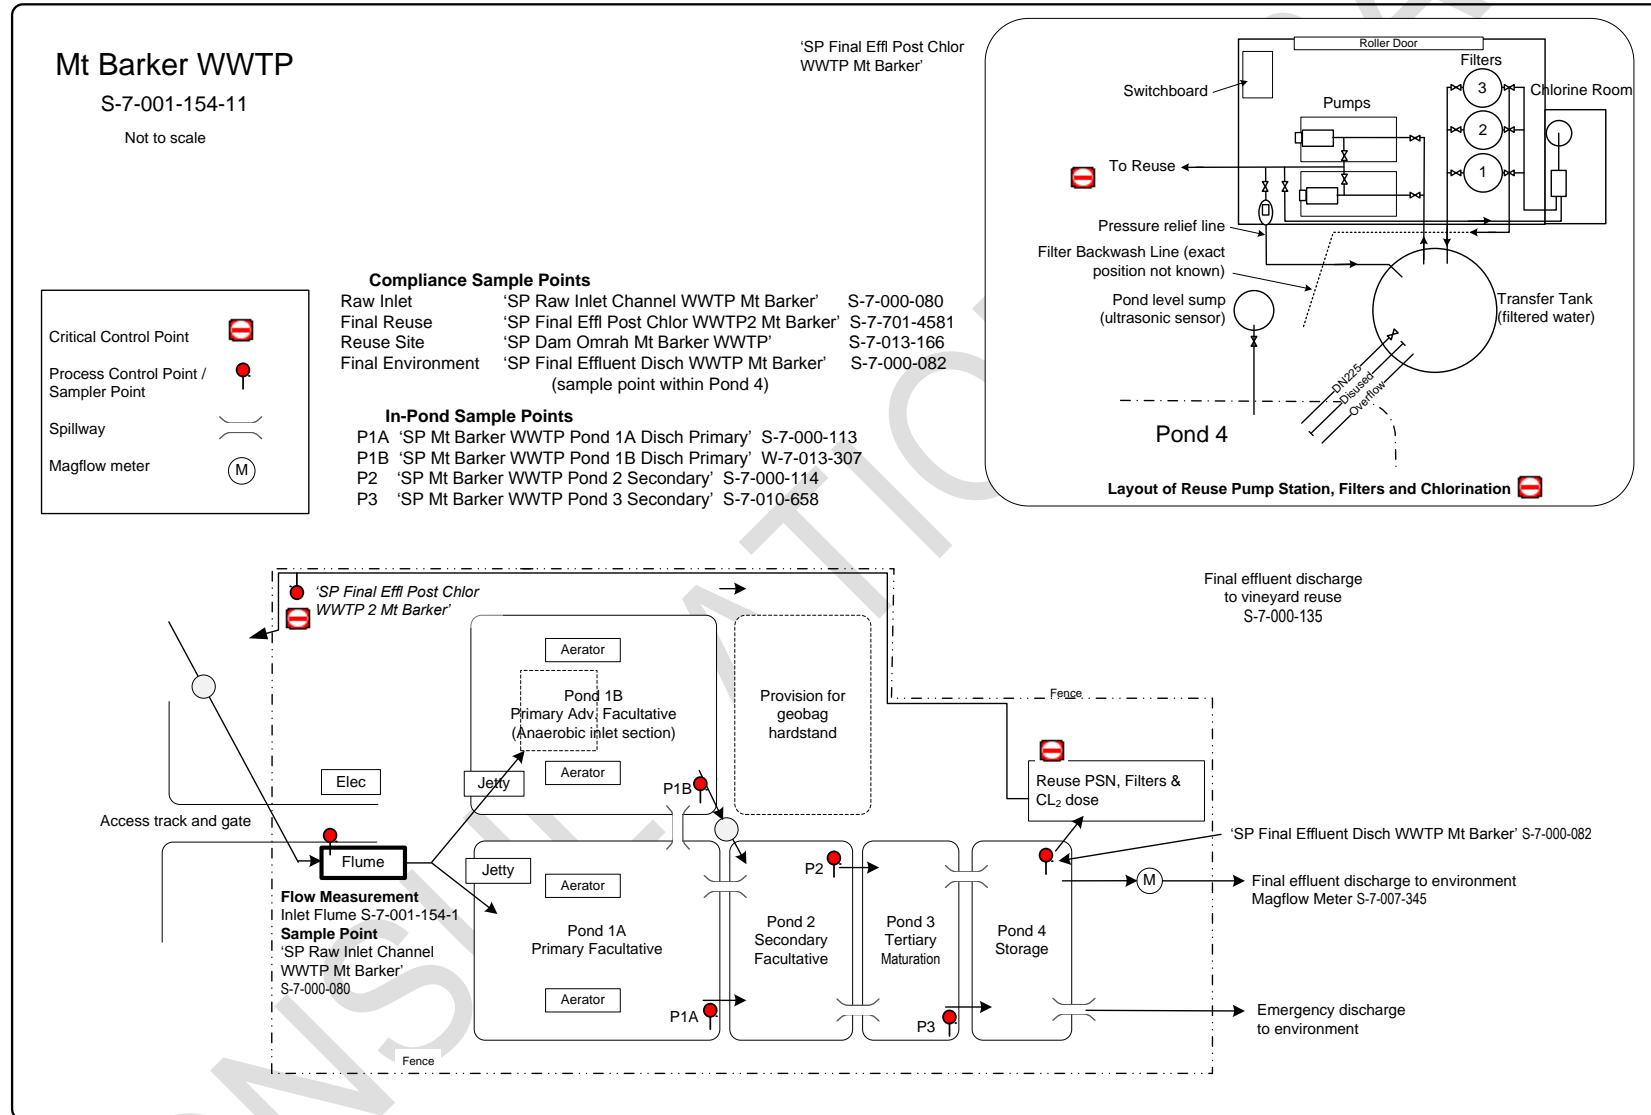 Mt Barker WWTP
S-7-001-154-11
Not to scale
‘SP Final Effl Post Chlor
WWTP Mt Barker’
Roller Door
Filters
Switchboard
3
Chlorine Room
Pumps
2
To Reuse
1
Pressure relief line
Filter Backwash Line (exact
position not known)
Pond level sump
(ultrasonic sensor)
Transfer Tank
(filtered water)
DN225
Disused
Overflow
Pond 4
Layout of Reuse Pump Station, Filters and Chlorination
Critical Control Point
Process Control Point /
Sampler Point
Spillway
Magflow meter
M
Compliance Sample Points
Raw Inlet ‘SP Raw Inlet Channel WWTP Mt Barker’ S-7-000-080
Final Reuse ‘SP Final Effl Post Chlor WWTP2 Mt Barker’ S-7-701-4581
Reuse Site ‘SP Dam Omrah Mt Barker WWTP’ S-7-013-166
Final Environment ‘SP Final Effluent Disch WWTP Mt Barker’ S-7-000-082
(sample point within Pond 4)
In-Pond Sample Points
P1A ‘SP Mt Barker WWTP Pond 1A Disch Primary’ S-7-000-113
P1B ‘SP Mt Barker WWTP Pond 1B Disch Primary’ W-7-013-307
P2 ‘SP Mt Barker WWTP Pond 2 Secondary’ S-7-000-114
P3 ‘SP Mt Barker WWTP Pond 3 Secondary’ S-7-010-658
‘SP Final Effl Post Chlor
WWTP 2 Mt Barker’
Final effluent discharge
to vineyard reuse
S-7-000-135
Aerator
Pond 1B
Primary Adv. Facultative
(Anaerobic inlet section)
Aerator
Provision for
geobag
hardstand
Fence
Elec
Jetty
P1B
Reuse PSN, Filters &
CL2 dose
Access track and gate
Flume
Jetty
Aerator
P2
‘SP Final Effluent Disch WWTP Mt Barker’ S-7-000-082
M
Final effluent discharge to environment
Magflow Meter S-7-007-345
Flow Measurement
Inlet Flume S-7-001-154-1
Sample Point
‘SP Raw Inlet Channel
WWTP Mt Barker’
S-7-000-080
Pond 1A
Primary Facultative
Pond 2
Secondary
Facultative
Pond 3
Tertiary
Maturation
Pond 4
Storage
Aerator
P1A
P3
Emergency discharge
to environment
Fence